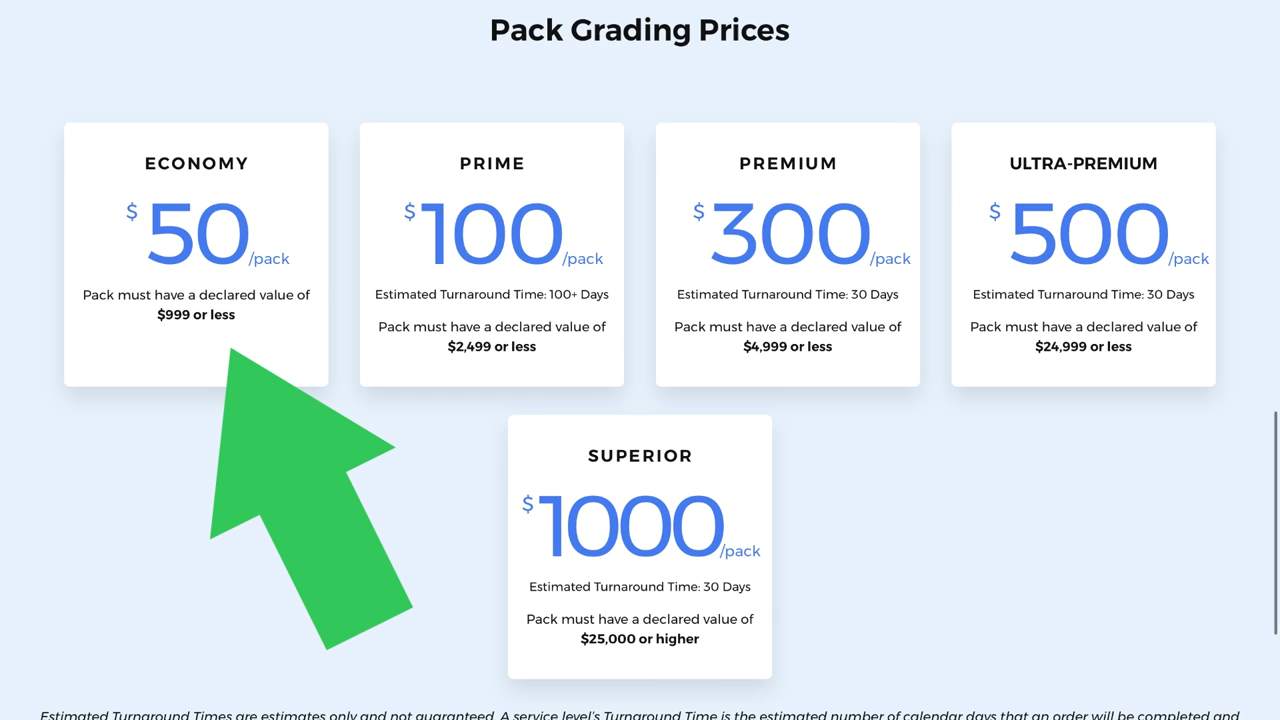 Pack Grading Prices
ECONOMY
$50/pack
Pack must have a declared value of
$999 or less
PRIME
$100/pack
Estimated Turnaround Time: 100+ Days
Pack must have a declared value of
$2,499 or less
PREMIUM
$300/pack
Estimated Turnaround Time: 30 Days
Pack must have a declared value of
$4,999 or less
ULTRA-PREMIUM
$500/pack
Estimated Turnaround Time: 30 Days
Pack must have a declared value of
$24,999 or less
SUPERIOR
$1000/pack
Estimated Turnaround Time: 30 Days
Pack must have a declared value of
$25,000 or higher
Estimated Turnaround Times are estimates only and not guaranteed. A service level's Turnaround Time is the estimated number of calendar days that an order will be completed and